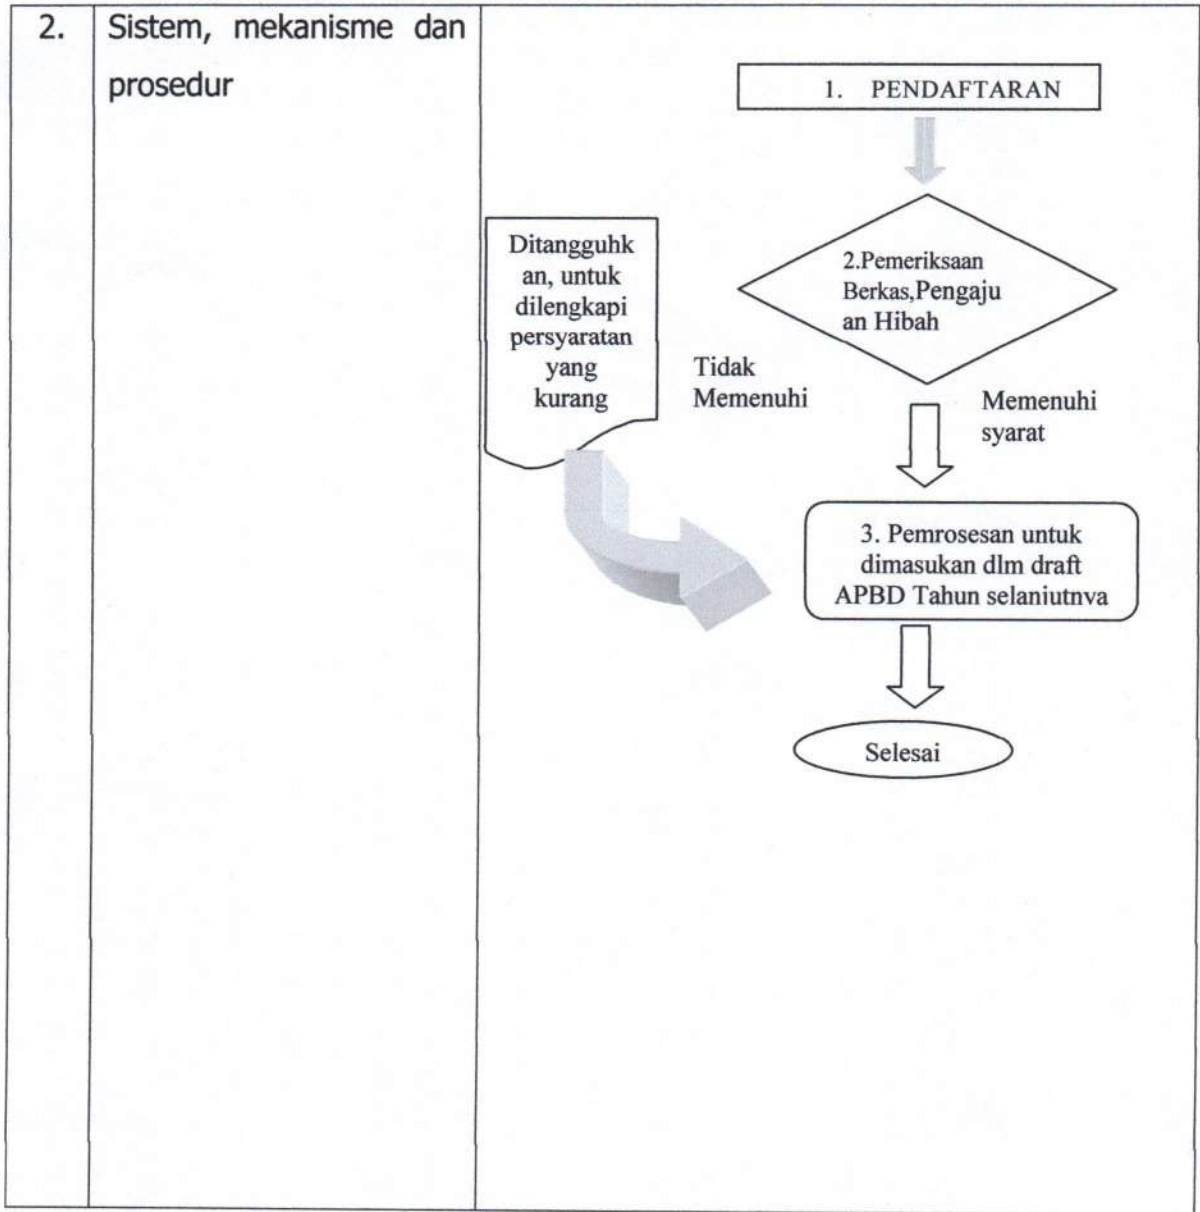 2.
Sistem, mekanisme dan
prosedur
1. PENDAFTARAN
2.Pemeriksaan
Berkas,Pengaju
an Hibah
Ditangguhk
an, untuk
dilengkapi
persyaratan
yang
kurang
Tidak
Memenuhi
Memenuhi
syarat
3. Pemrosesan untuk
dimasukan dlm draft
APBD Tahun selaniutnva
Selesai